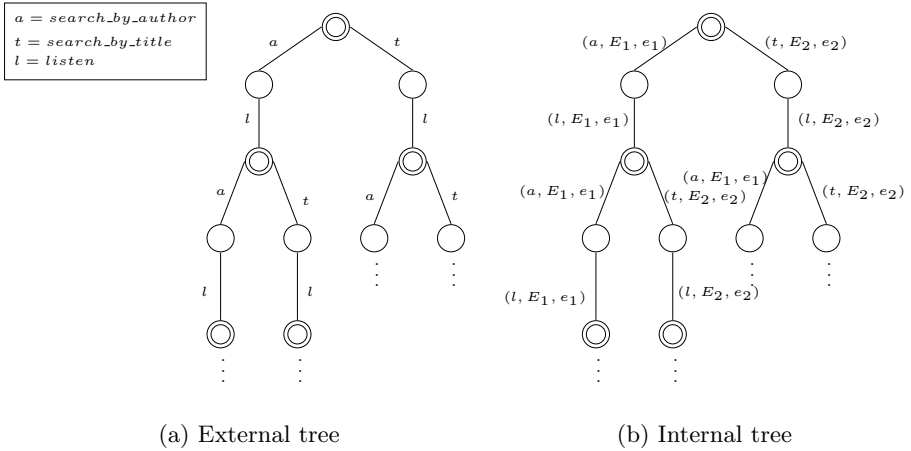 a = search_by_author
t = search_by_title
l = listen
a t
l l
a t a t
l l
(a) External tree
(a, E1, e1) (t, E2, e2)
(l, E1, e1) (l, E2, e2)
(a, E1, e1) (t, E2, e2) (a, E1, e1) (t, E2, e2)
(l, E1, e1) (l, E2, e2)
(b) Internal tree